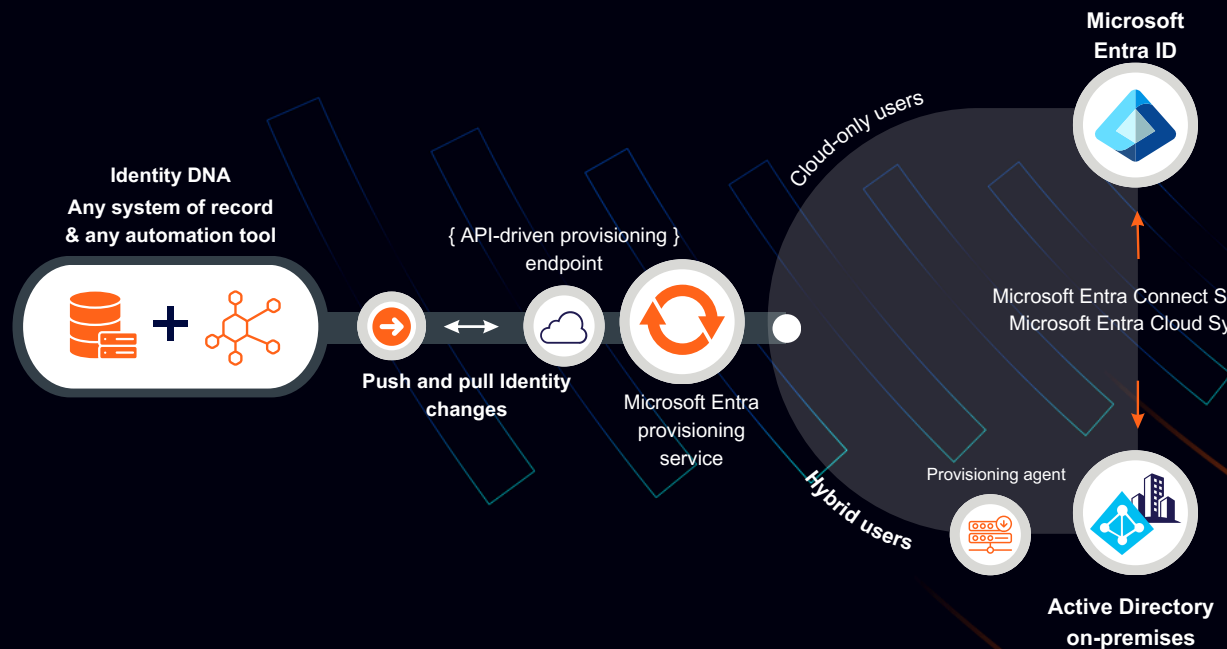 Microsoft
Entra ID
Cloud-only users
Identity DNA
Any system of record
& any automation tool
{ API-driven provisioning }
endpoint
Microsoft Entra Connect S
Microsoft Entra Cloud Sy
Push and pull Identity
changes
Microsoft Entra
provisioning
service
Hybrid users
Provisioning agent
Active Directory
on-premises